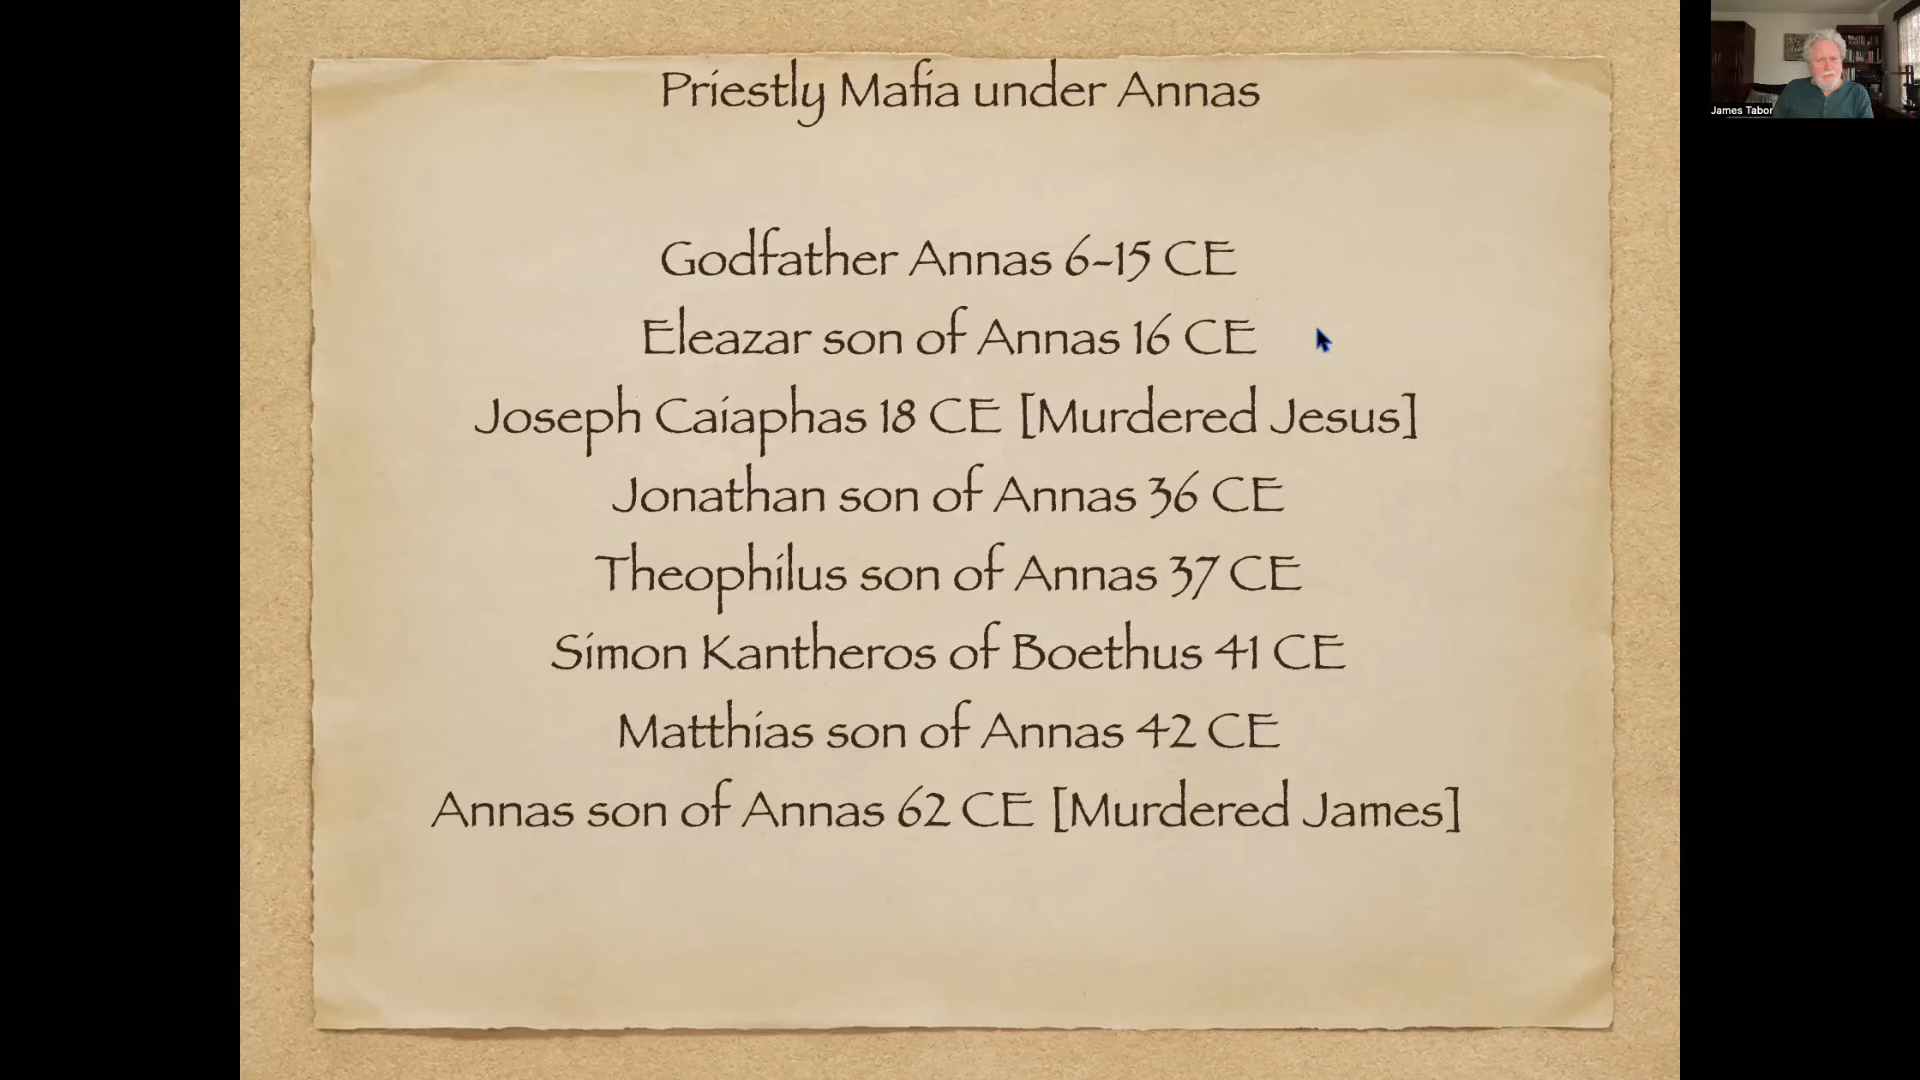 Priestly Mafia under Annas
Godfather Annas 6-15 CE
Eleazar son of Annas 16 CE
Joseph Caiaphas 18 CE [Murdered Jesus]
Jonathan son of Annas 36 CE
Theophilus son of Annas 37 CE
Simon Kantheros of Boethus 41 CE
Matthias son of Annas 42 CE
Annas son of Annas 62 CE [Murdered James]
James Tabor